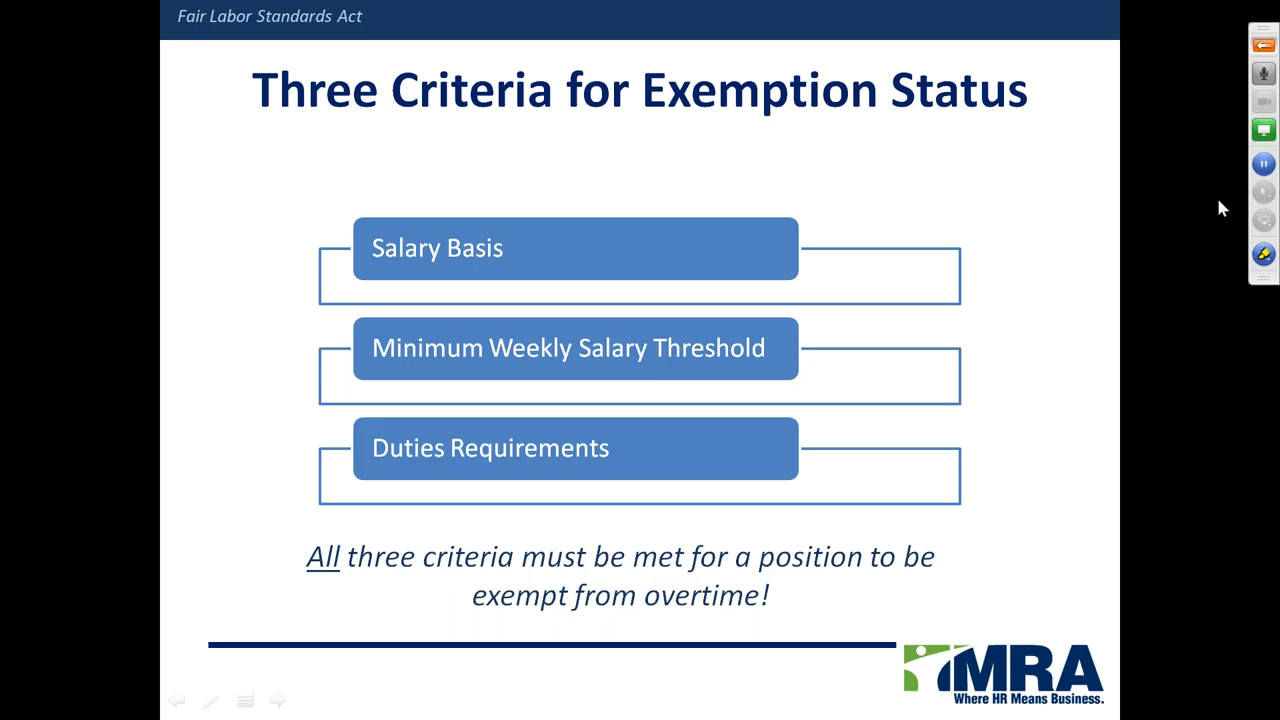 Fair Labor Standards Act
Three Criteria for Exemption Status
Salary Basis
Minimum Weekly Salary Threshold
Duties Requirements
All three criteria must be met for a position to be
exempt from overtime!
MRA
Where HR Means Business.